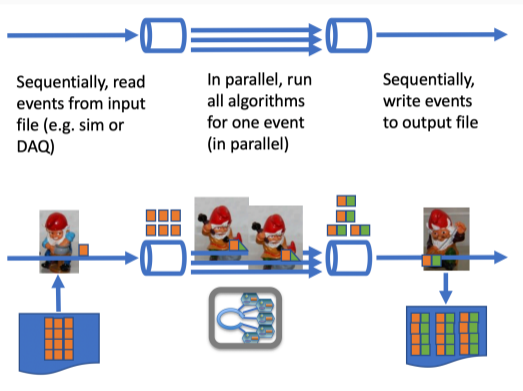 Sequentially, read
events from input
file (e.g. sim or
DAQ)
In parallel, run
all algorithms
for one event
(in parallel)
Sequentially,
write events
to output file